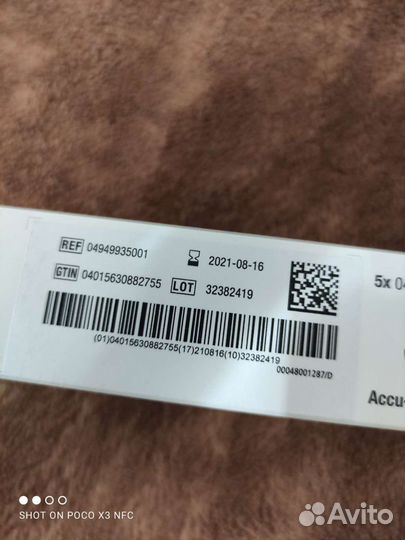 REF 04949935001
2021-08-16
GTIN 04015630882755 LOT 32382419
(01)04015630882755(17)210816(10)32382419
00048001287/D
5x
Accu-
SHOT ON POCO X3 NFC
Avito